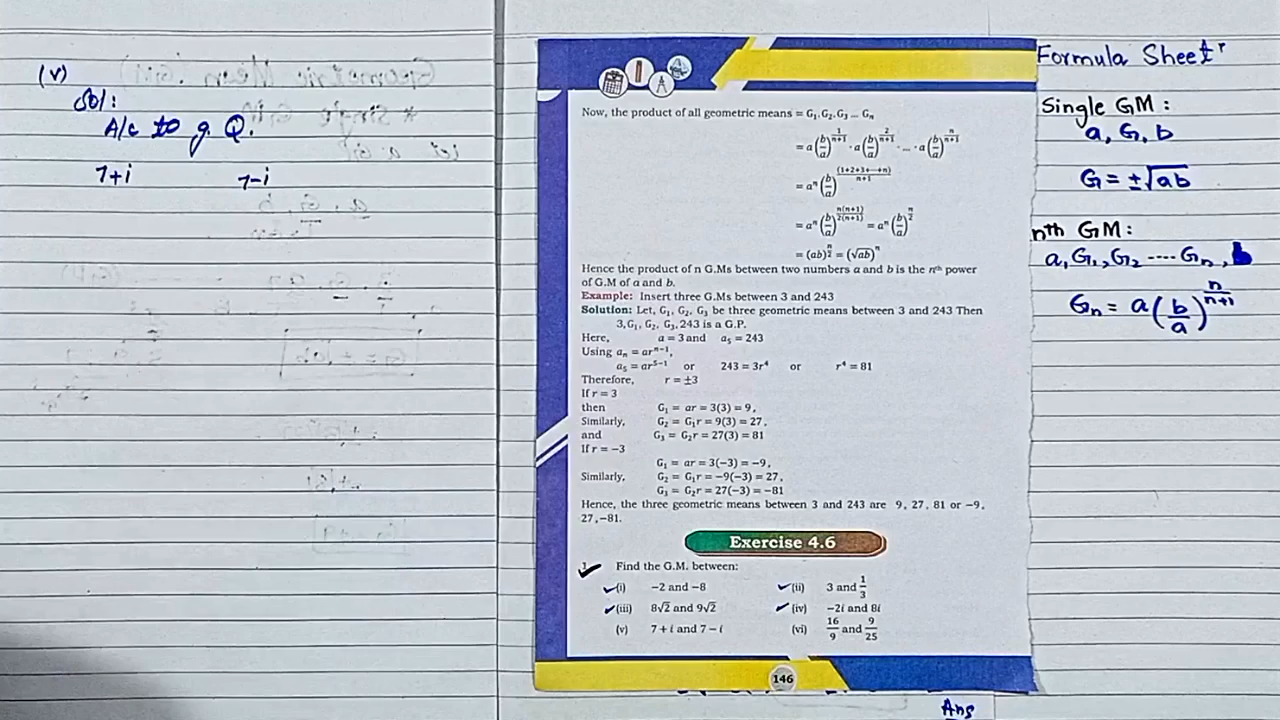 (v)
Sol:
A/c to g. Q.
7+i 7-i
Now, the product of all geometric means = G₁.G₂.G₃ … Gₙ
= a(b/a)^(1/(n+1)) · a(b/a)^(2/(n+1)) · … · a(b/a)^(n/(n+1))
= aⁿ(b/a)^((1+2+3+⋯+n)/(n+1))
= aⁿ(b/a)^(n(n+1)/2(n+1)) = aⁿ(b/a)^(n/2)
= (ab)^(n/2) = (√ab)ⁿ
Hence the product of n G.Ms between two numbers a and b is the nᵗʰ power
of G.M of a and b.
Example: Insert three G.Ms between 3 and 243
Solution: Let, G₁, G₂, G₃ be three geometric means between 3 and 243 Then
3,G₁, G₂, G₃,243 is a G.P.
Here, a = 3 and a₅ = 243
Using aₙ = arⁿ⁻¹,
a₅ = ar⁵⁻¹ or 243 = 3r⁴ or r⁴ = 81
Therefore, r = ±3
If r = 3
then G₁ = ar = 3(3) = 9,
Similarly, G₂ = G₁r = 9(3) = 27,
and G₃ = G₂r = 27(3) = 81
If r = −3
G₁ = ar = 3(−3) = −9,
Similarly, G₂ = G₁r = −9(−3) = 27,
G₃ = G₂r = 27(−3) = −81
Hence, the three geometric means between 3 and 243 are 9, 27, 81 or −9,
27,−81.
Exercise 4.6
1. Find the G.M. between:
(i) −2 and −8 (ii) 3 and 1/3
(iii) 8√2 and 9√2 (iv) −2i and 8i
(v) 7 + i and 7 − i (vi) 16/9 and 9/25
146
Formula Sheet
Single GM:
a, G, b
G = ±√ab
nth GM:
a, G₁, G₂ ---- Gₙ, b
Gₙ = a(b/a)^(n/(n+1))
Ans